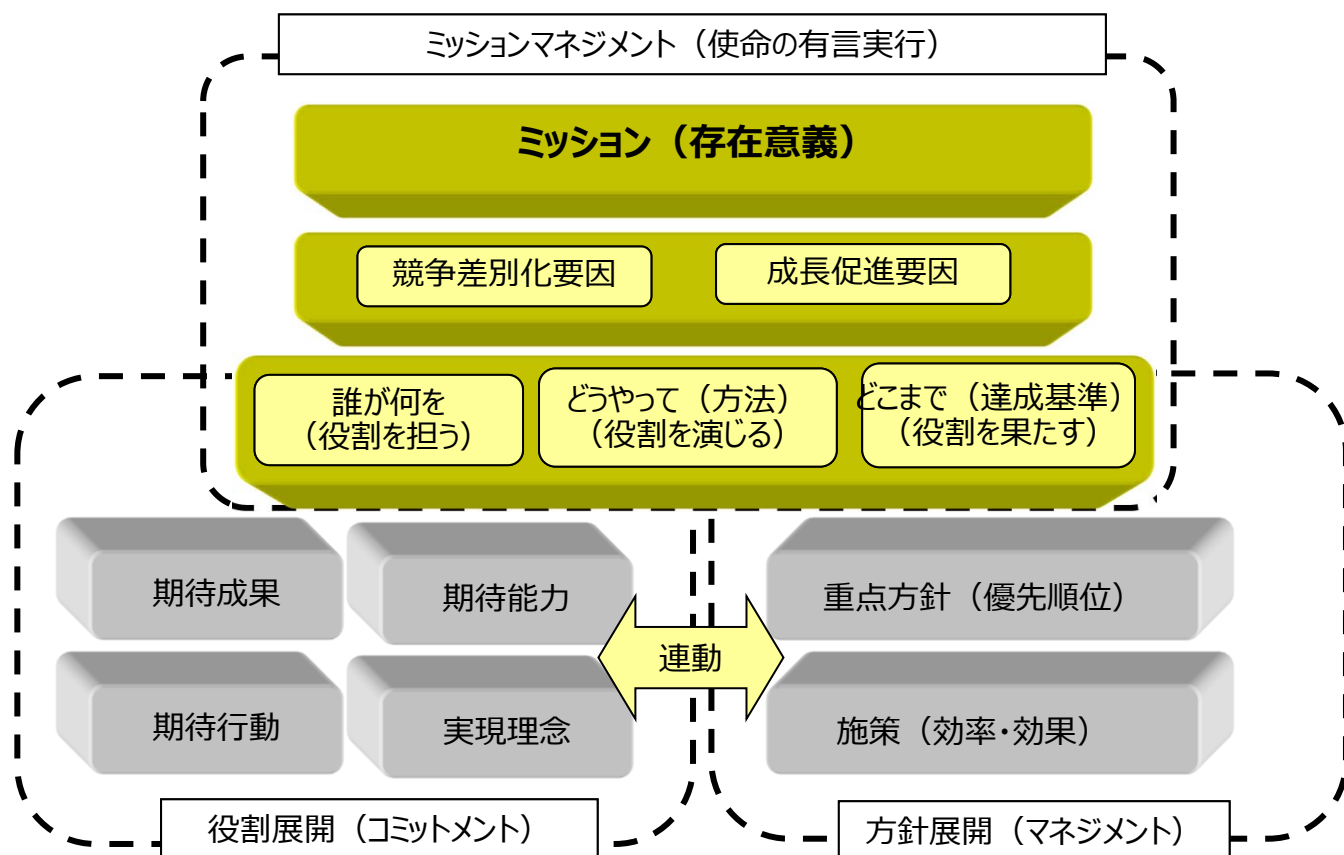 ミッションマネジメント（使命の有言実行）
ミッション（存在意義）
競争差別化要因
成長促進要因
誰が何を
（役割を担う）
どうやって（方法）
（役割を演じる）
どこまで（達成基準）
（役割を果たす）
期待成果
期待能力
重点方針（優先順位）
連動
期待行動
実現理念
施策（効率・効果）
役割展開（コミットメント）
方針展開（マネジメント）